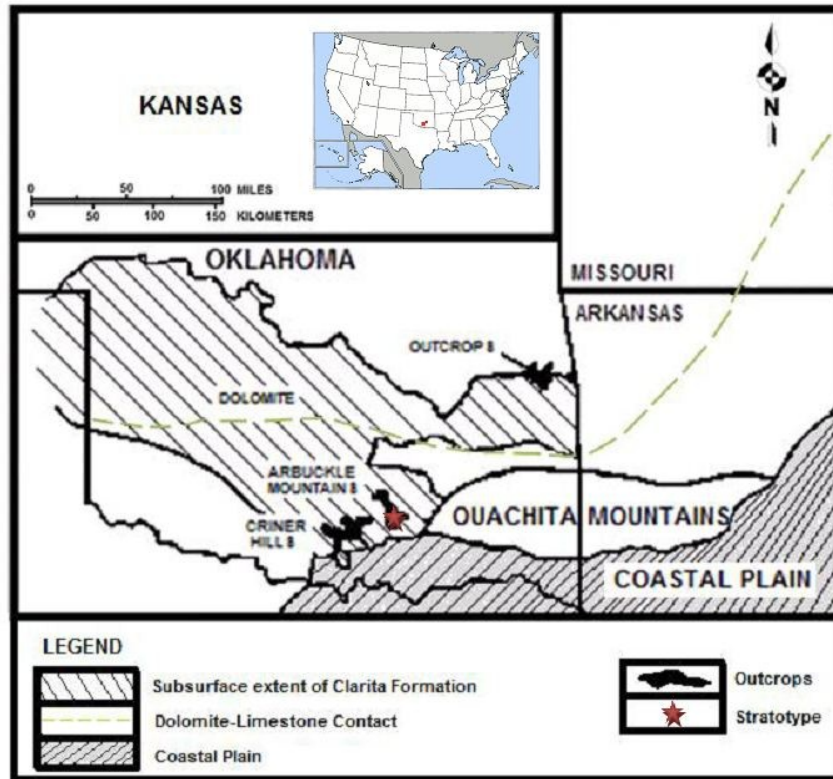 KANSAS
N
0 50 100 MILES
0 50 100 150 KILOMETERS
OKLAHOMA
MISSOURI
ARKANSAS
OUTCROP 8
DOLOMITE
ARBUCKLE
MOUNTAIN 8
CRINER
HILL 8
OUACHITA MOUNTAINS
COASTAL PLAIN
LEGEND
Subsurface extent of Clarita Formation
Dolomite-Limestone Contact
Coastal Plain
Outcrops
Stratotype